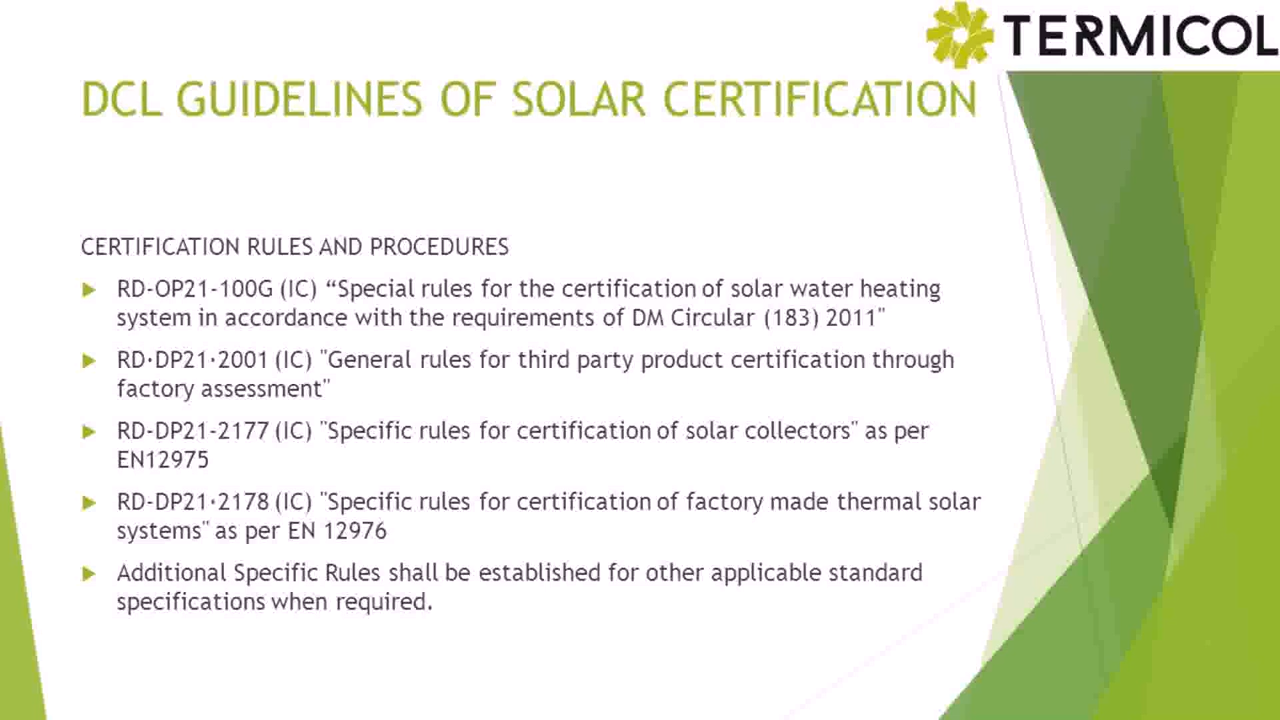 TERMICOL
DCL GUIDELINES OF SOLAR CERTIFICATION
CERTIFICATION RULES AND PROCEDURES
RD-OP21-100G (IC) “Special rules for the certification of solar water heating
system in accordance with the requirements of DM Circular (183) 2011"
RD·DP21·2001 (IC) "General rules for third party product certification through
factory assessment"
RD-DP21-2177 (IC) "Specific rules for certification of solar collectors" as per
EN12975
RD-DP21·2178 (IC) "Specific rules for certification of factory made thermal solar
systems" as per EN 12976
Additional Specific Rules shall be established for other applicable standard
specifications when required.